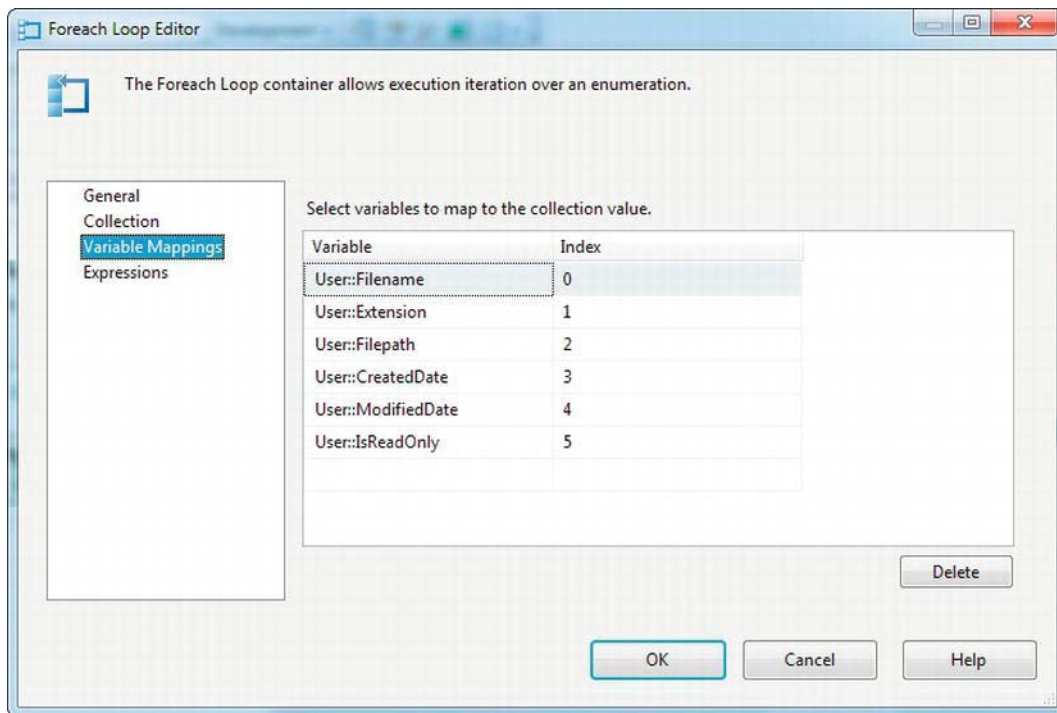 Foreach Loop Editor
The Foreach Loop container allows execution iteration over an enumeration.
General
Collection
Variable Mappings
Expressions
Select variables to map to the collection value.
Variable Index
User::Filename 0
User::Extension 1
User::Filepath 2
User::CreatedDate 3
User::ModifiedDate 4
User::IsReadOnly 5
Delete
OK Cancel Help